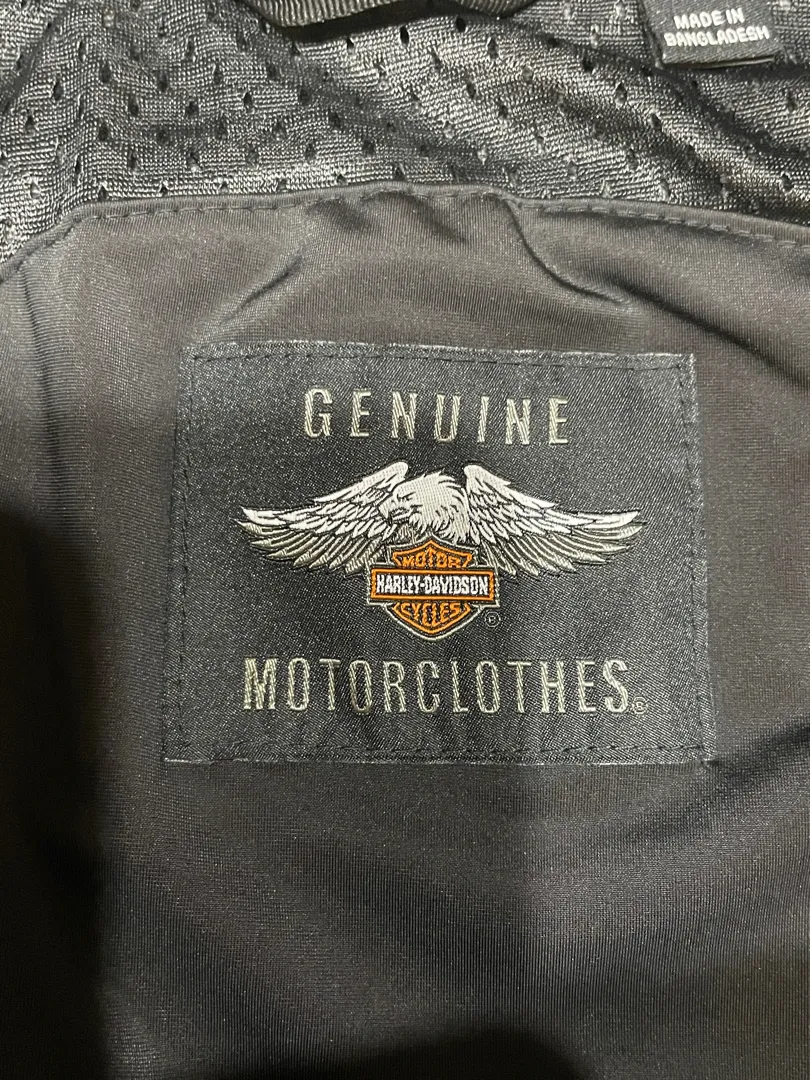 MADE IN
BANGLADESH
GENUINE
MOTOR
HARLEY-DAVIDSON
CYCLES
®
MOTORCLOTHES®